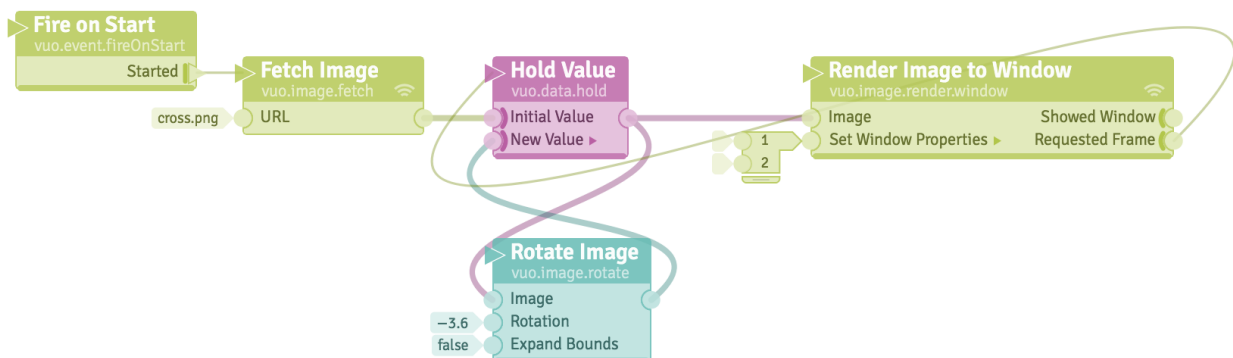 Fire on Start
vuo.event.fireOnStart
Started
Fetch Image
vuo.image.fetch
cross.png
URL
Hold Value
vuo.data.hold
Initial Value
New Value
Render Image to Window
vuo.image.render.window
Image
Showed Window
1
Set Window Properties
Requested Frame
2
Rotate Image
vuo.image.rotate
Image
−3.6
Rotation
false
Expand Bounds